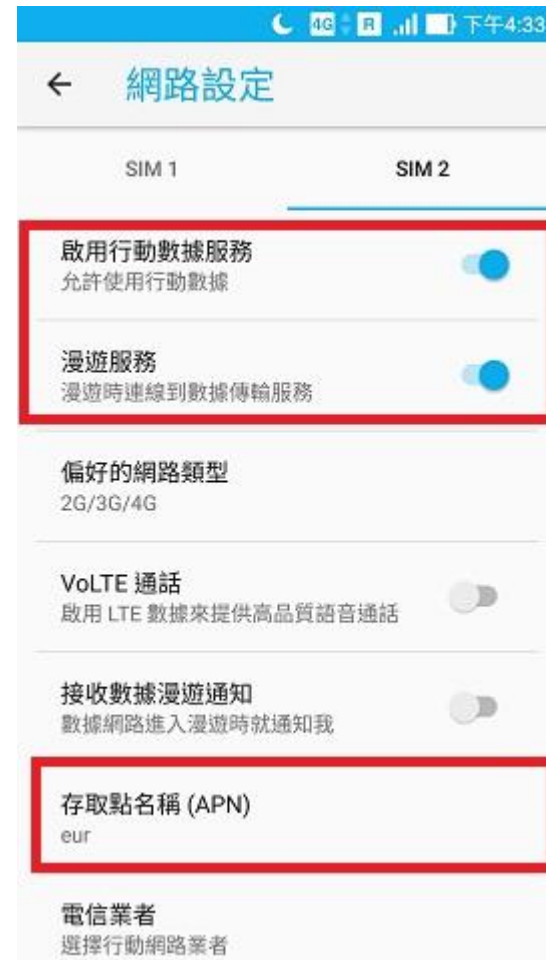 4G R 下午4:33
網路設定
SIM 1 SIM 2
啟用行動數據服務
允許使用行動數據
漫遊服務
漫遊時連線到數據傳輸服務
偏好的網路類型
2G/3G/4G
VoLTE 通話
啟用 LTE 數據來提供高品質語音通話
接收數據漫遊通知
數據網路進入漫遊時就通知我
存取點名稱 (APN)
eur
電信業者
選擇行動網路業者